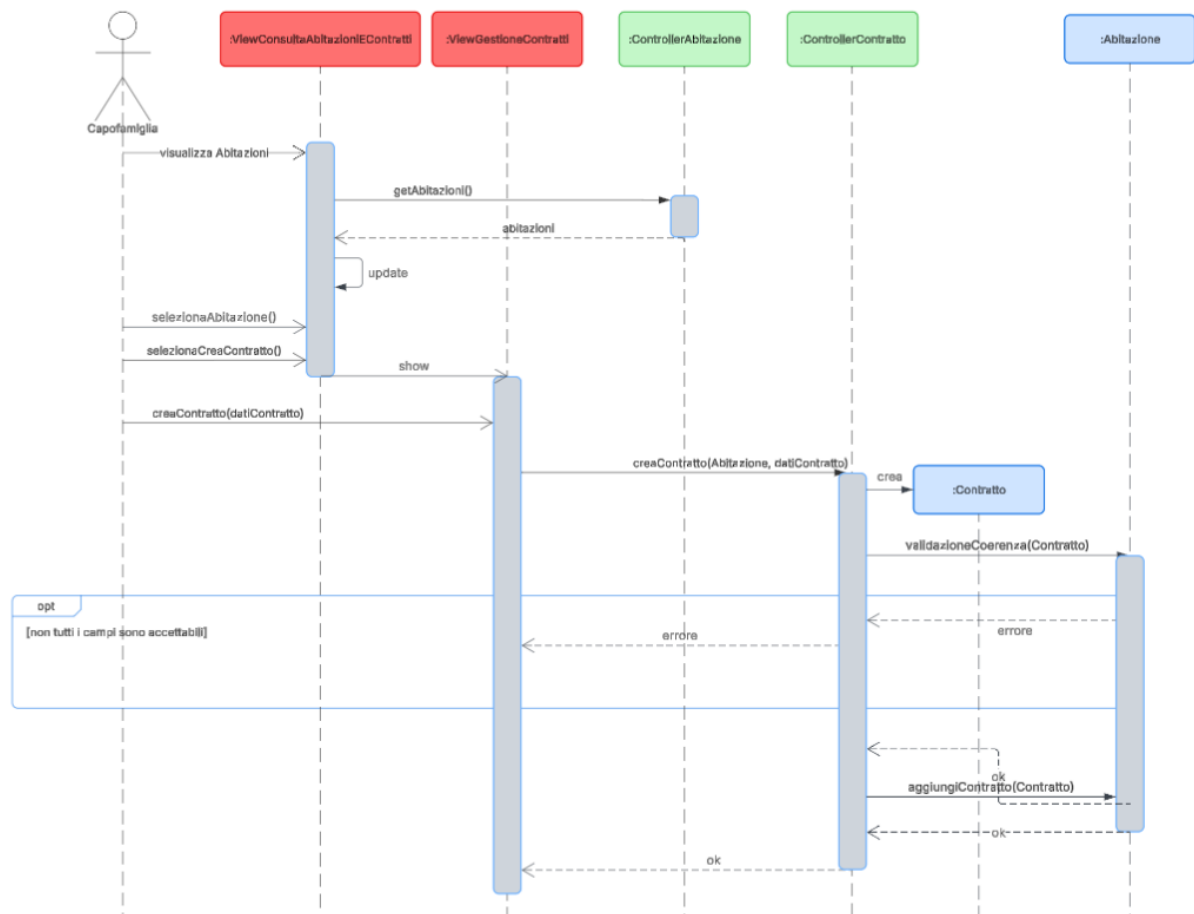 :ViewConsultaAbitazioniEContratti
:ViewGestioneContratti
:ControllerAbitazione
:ControllerContratto
:Abitazione
Capofamiglia
visualizza Abitazioni
getAbitazioni()
abitazioni
update
selezionaAbitazione()
selezionaCreaContratto()
show
creaContratto(datiContratto)
creaContratto(Abitazione, datiContratto)
crea
:Contratto
validazioneCoerenza(Contratto)
opt
[non tutti i campi sono accettabili]
errore
errore
ok
aggiungiContratto(Contratto)
ok
ok